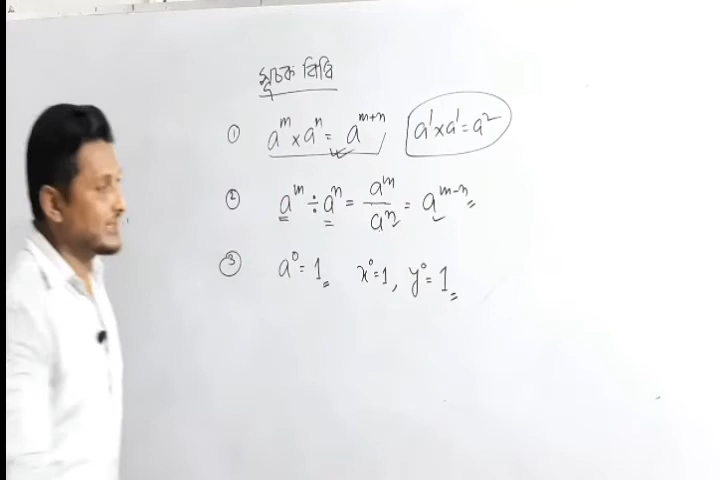 সূচক বিধি
① aᵐ × aⁿ = aᵐ⁺ⁿ a¹ × a¹ = a²
② aᵐ ÷ aⁿ = aᵐ/aⁿ = aᵐ⁻ⁿ
③ a⁰ = 1 x⁰ = 1, y⁰ = 1